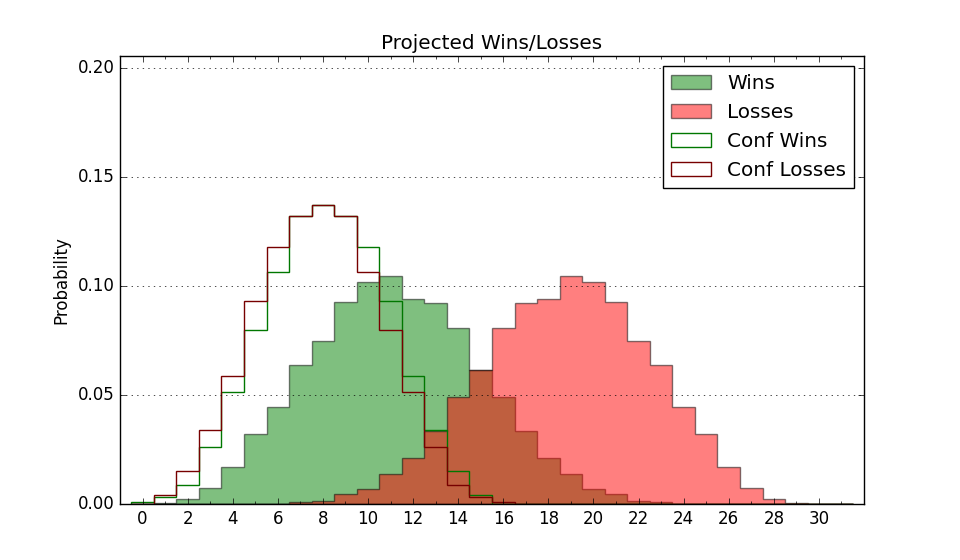 Projected Wins/Losses
Probability
0.20
0.15
0.10
0.05
0.00
Wins
Losses
Conf Wins
Conf Losses
0 2 4 6 8 10 12 14 16 18 20 22 24 26 28 30